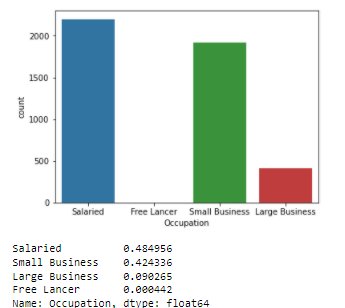 2000
1500
1000
500
0
count
Salaried Free Lancer Small Business Large Business
Occupation
Salaried 0.484956
Small Business 0.424336
Large Business 0.090265
Free Lancer 0.000442
Name: Occupation, dtype: float64